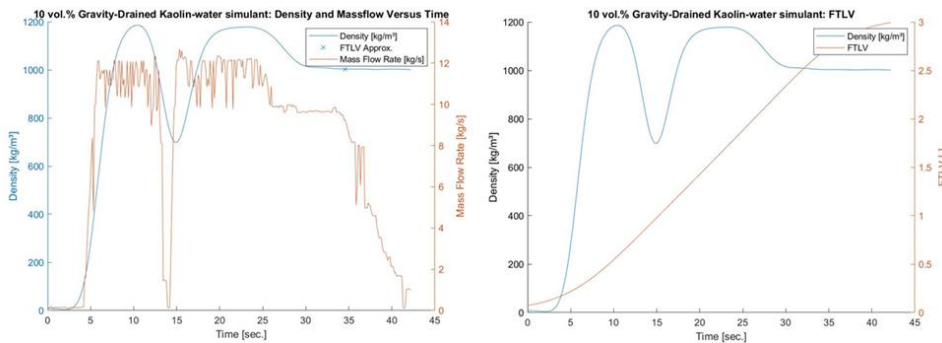 10 vol.% Gravity-Drained Kaolin-water simulant: Density and Massflow Versus Time
1200
1000
800
600
400
200
0
Density [kg/m³]
Density [kg/m³]
FTLV Approx.
Mass Flow Rate [kg/s]
14
12
10
8
6
4
2
0
Mass Flow Rate [kg/s]
0 5 10 15 20 25 30 35 40 45
Time [sec.]
10 vol.% Gravity-Drained Kaolin-water simulant: FTLV
1200
1000
800
600
400
200
0
Density [kg/m³]
Density [kg/m³]
FTLV
3
2.5
2
1.5
1
0.5
0
0 5 10 15 20 25 30 35 40 45
Time [sec.]